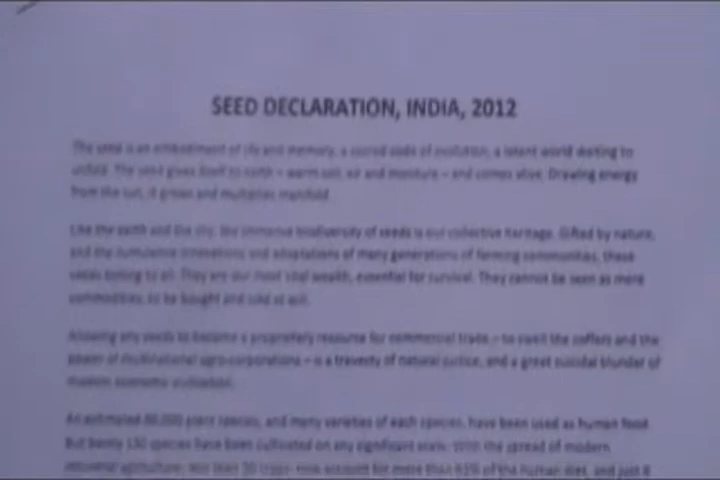 SEED DECLARATION, INDIA, 2012
The seed is an embodiment of life and memory, a sacred code of evolution, a latent world waiting to
unfold. The seed gives itself to earth – warm soil, air and moisture – and comes alive. Drawing energy
from the sun, it grows and multiplies manifold.
Like the earth and the sky, the immense biodiversity of seeds is our collective heritage. Gifted by nature,
and the cumulative innovations and adaptations of many generations of farming communities, these
seeds belong to all. They are our most vital wealth, essential for survival. They cannot be seen as mere
commodities, to be bought and sold at will.
Allowing any seeds to become a proprietary resource for commercial trade – to swell the coffers and the
power of multinational agro-corporations – is a travesty of natural justice, and a great suicidal blunder of
modern economic civilisation.
An estimated 80,000 plant species, and many varieties of each species, have been used as human food
But barely 150 species have been cultivated on any significant scale. With the spread of modern
industrial agriculture, less than 30 crops now account for more than of the human diet, and just 8